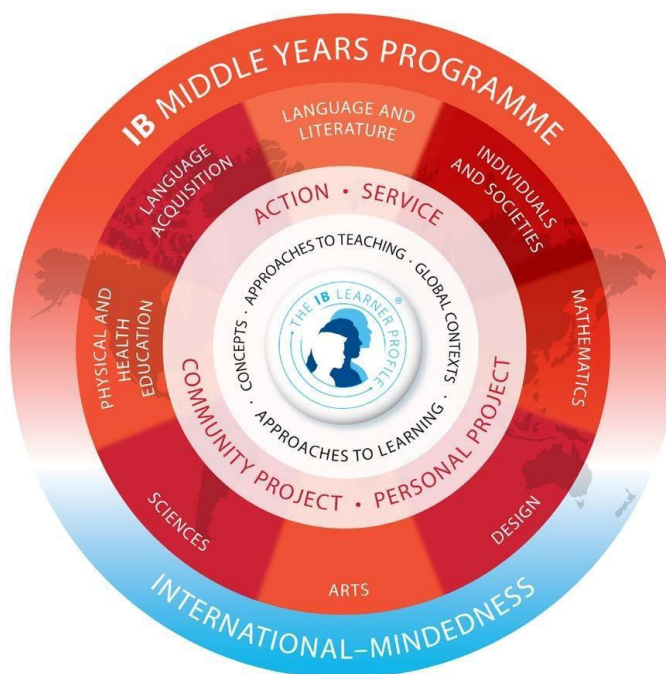 IB MIDDLE YEARS PROGRAMME
LANGUAGE AND
LITERATURE
INDIVIDUALS
AND SOCIETIES
MATHEMATICS
DESIGN
ARTS
SCIENCES
PHYSICAL AND
HEALTH
EDUCATION
LANGUAGE
ACQUISITION
ACTION • SERVICE
COMMUNITY PROJECT • PERSONAL PROJECT
CONCEPTS · APPROACHES TO TEACHING · GLOBAL CONTEXTS ·
APPROACHES TO LEARNING ·
THE IB LEARNER PROFILE ®
INTERNATIONAL–MINDEDNESS